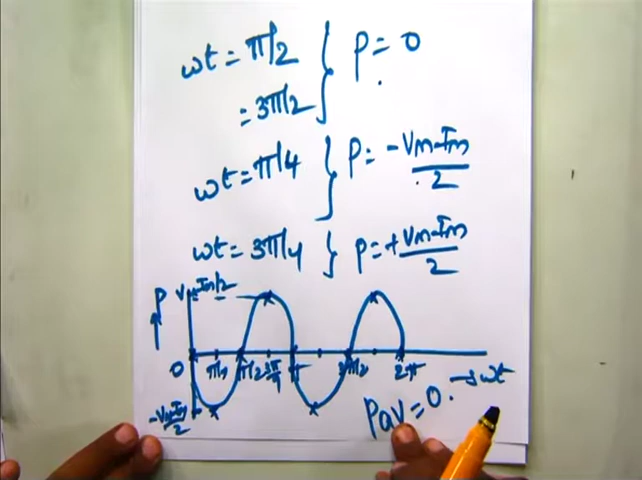 ωt = π/2 } P = 0
= 3π/2
ωt = π/4 } P = -VmIm/2
ωt = 3π/4 } P = +VmIm/2
P VmIm/2
0 π/2 3π/4 π 3π/2 2π → ωt
-VmIm/2
Pav = 0.